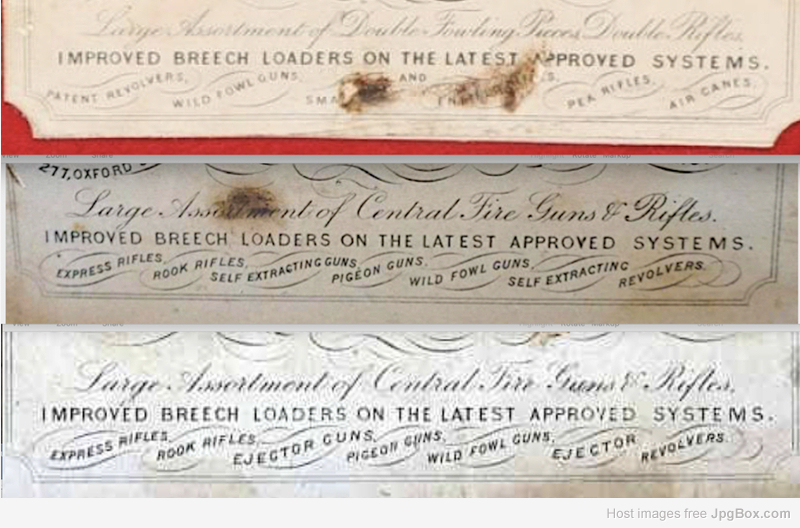 Large Assortment of Double Fowling Pieces, Double Rifles.
IMPROVED BREECH LOADERS ON THE LATEST APPROVED SYSTEMS.
PATENT REVOLVERS, WILD FOWL GUNS, AND PEA RIFLES, AIR CANES.
277, OXFORD
Large Assortment of Central Fire Guns & Rifles.
IMPROVED BREECH LOADERS ON THE LATEST APPROVED SYSTEMS.
EXPRESS RIFLES, ROOK RIFLES, SELF EXTRACTING GUNS, PIGEON GUNS, WILD FOWL GUNS, SELF EXTRACTING REVOLVERS.
Large Assortment of Central Fire Guns & Rifles.
IMPROVED BREECH LOADERS ON THE LATEST APPROVED SYSTEMS.
EXPRESS RIFLES, ROOK RIFLES, EJECTOR GUNS, PIGEON GUNS, WILD FOWL GUNS, EJECTOR REVOLVERS.
Host images free JpgBox.com